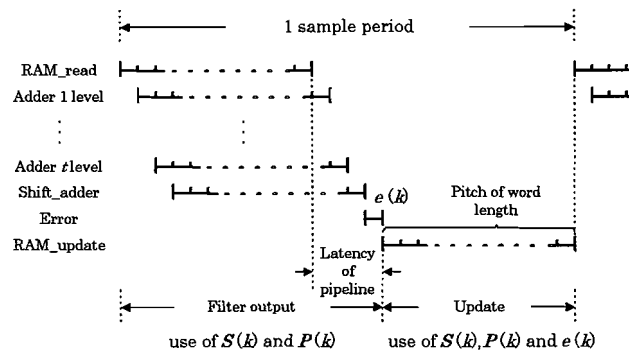 1 sample period
RAM_read
Adder 1 level
Adder t level
Shift_adder
e(k)
Error
Pitch of word
length
RAM_update
Latency
of
pipeline
Filter output
Update
use of S(k) and P(k)
use of S(k), P(k) and e(k)